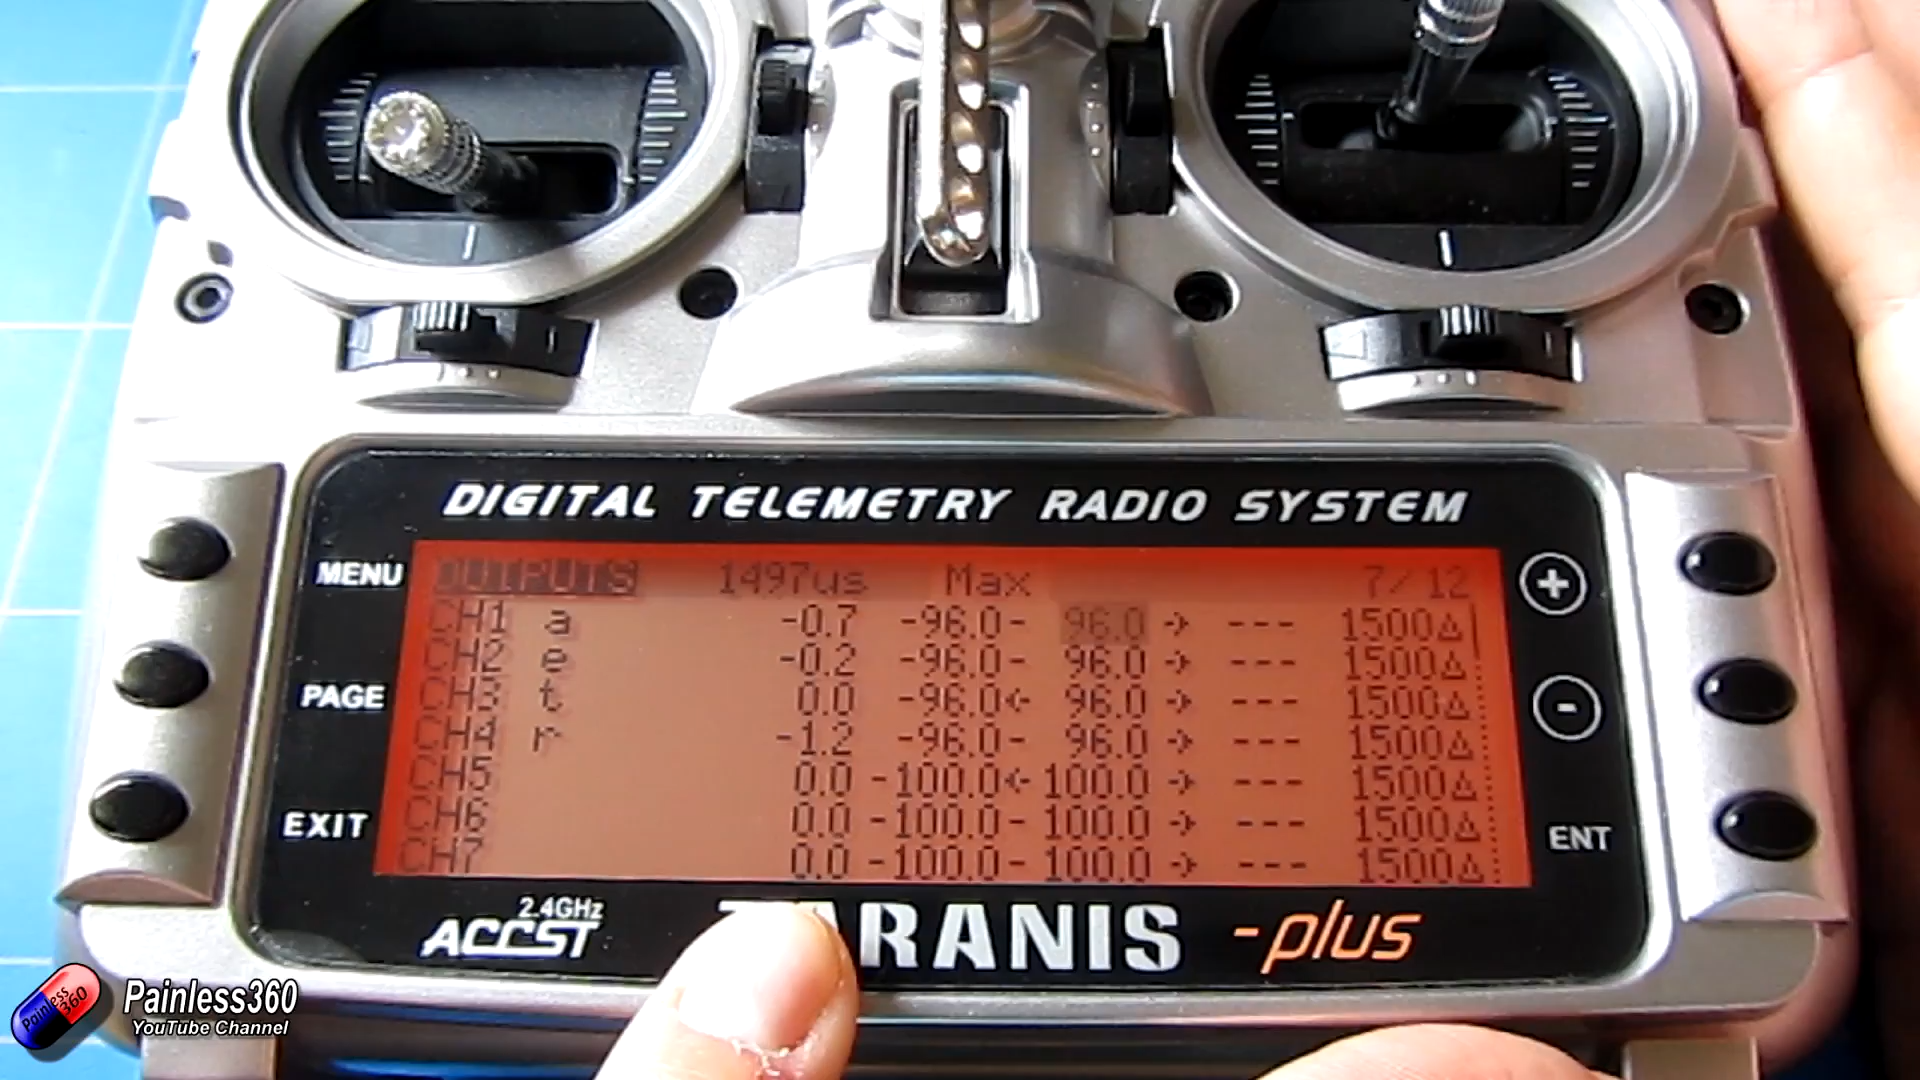 DIGITAL TELEMETRY RADIO SYSTEM
MENU
PAGE
EXIT
OUTPUTS 1497us Max 7/12
CH1 a -0.7 -96.0- 96.0 → --- 1500△
CH2 e -0.2 -96.0- 96.0 → --- 1500△
CH3 t 0.0 -96.0← 96.0 → --- 1500△
CH4 r -1.2 -96.0- 96.0 → --- 1500△
CH5 0.0 -100.0← 100.0 → --- 1500△
CH6 0.0 -100.0- 100.0 → --- 1500△
CH7 0.0 -100.0- 100.0 → --- 1500△
+
-
ENT
2.4GHz
ACCST
TARANIS -plus
Painless 360
Painless360
YouTube Channel